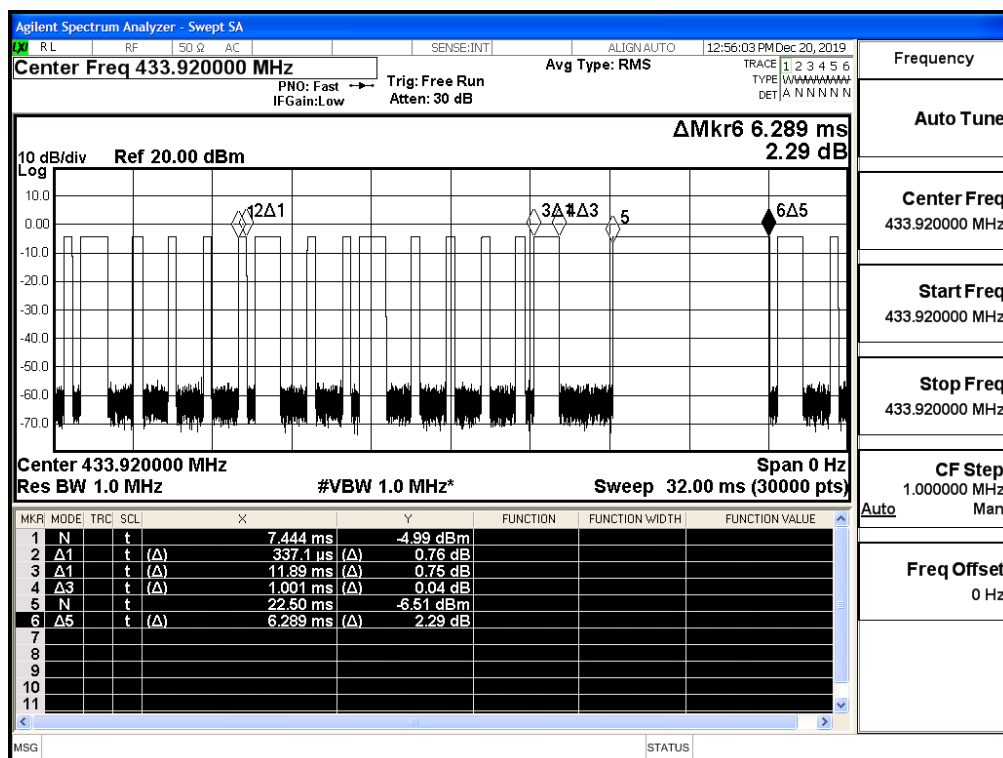 Agilent Spectrum Analyzer - Swept SA
LXI RL RF 50 Ω AC SENSE:INT ALIGN AUTO 12:56:03 PM Dec 20, 2019
Center Freq 433.920000 MHz
PNO: Fast
IFGain:Low
Trig: Free Run
Atten: 30 dB
Avg Type: RMS
TRACE 1 2 3 4 5 6
TYPE
DET A N N N N N
ΔMkr6 6.289 ms
2.29 dB
10 dB/div Ref 20.00 dBm
Log
10.0
0.00
-10.0
-20.0
-30.0
-40.0
-50.0
-60.0
-70.0
1 2Δ1 3Δ1 4Δ3 5 6Δ5
Center 433.920000 MHz Span 0 Hz
Res BW 1.0 MHz #VBW 1.0 MHz* Sweep 32.00 ms (30000 pts)
MKR MODE TRC SCL X Y FUNCTION FUNCTION WIDTH FUNCTION VALUE
1 N t 7.444 ms -4.99 dBm
2 Δ1 t (Δ) 337.1 µs (Δ) 0.76 dB
3 Δ1 t (Δ) 11.89 ms (Δ) 0.75 dB
4 Δ3 t (Δ) 1.001 ms (Δ) 0.04 dB
5 N t 22.50 ms -6.51 dBm
6 Δ5 t (Δ) 6.289 ms (Δ) 2.29 dB
7
8
9
10
11
MSG STATUS
Frequency
Auto Tune
Center Freq
433.920000 MHz
Start Freq
433.920000 MHz
Stop Freq
433.920000 MHz
CF Step
1.000000 MHz
Auto Man
Freq Offset
0 Hz